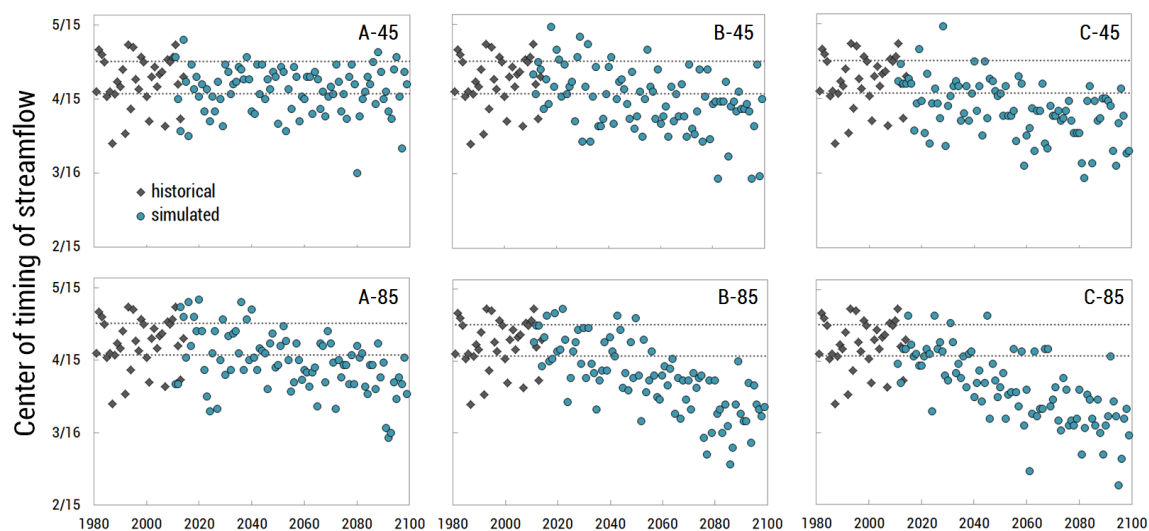 Center of timing of streamflow
5/15
4/15
3/16
2/15
A-45
historical
simulated
B-45
C-45
5/15
4/15
3/16
2/15
A-85
B-85
C-85
1980 2000 2020 2040 2060 2080 2100
1980 2000 2020 2040 2060 2080 2100
1980 2000 2020 2040 2060 2080 2100